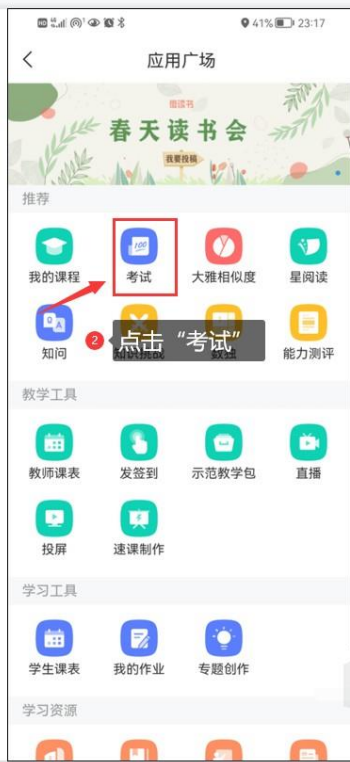 41% 23:17
应用广场
春天读书会
我要投稿
推荐
我的课程 考试 大雅相似度 星阅读
知问 能力测评
2 点击“考试”
教学工具
教师课表 发签到 示范教学包 直播
投屏 速课制作
学习工具
学生课表 我的作业 专题创作
学习资源